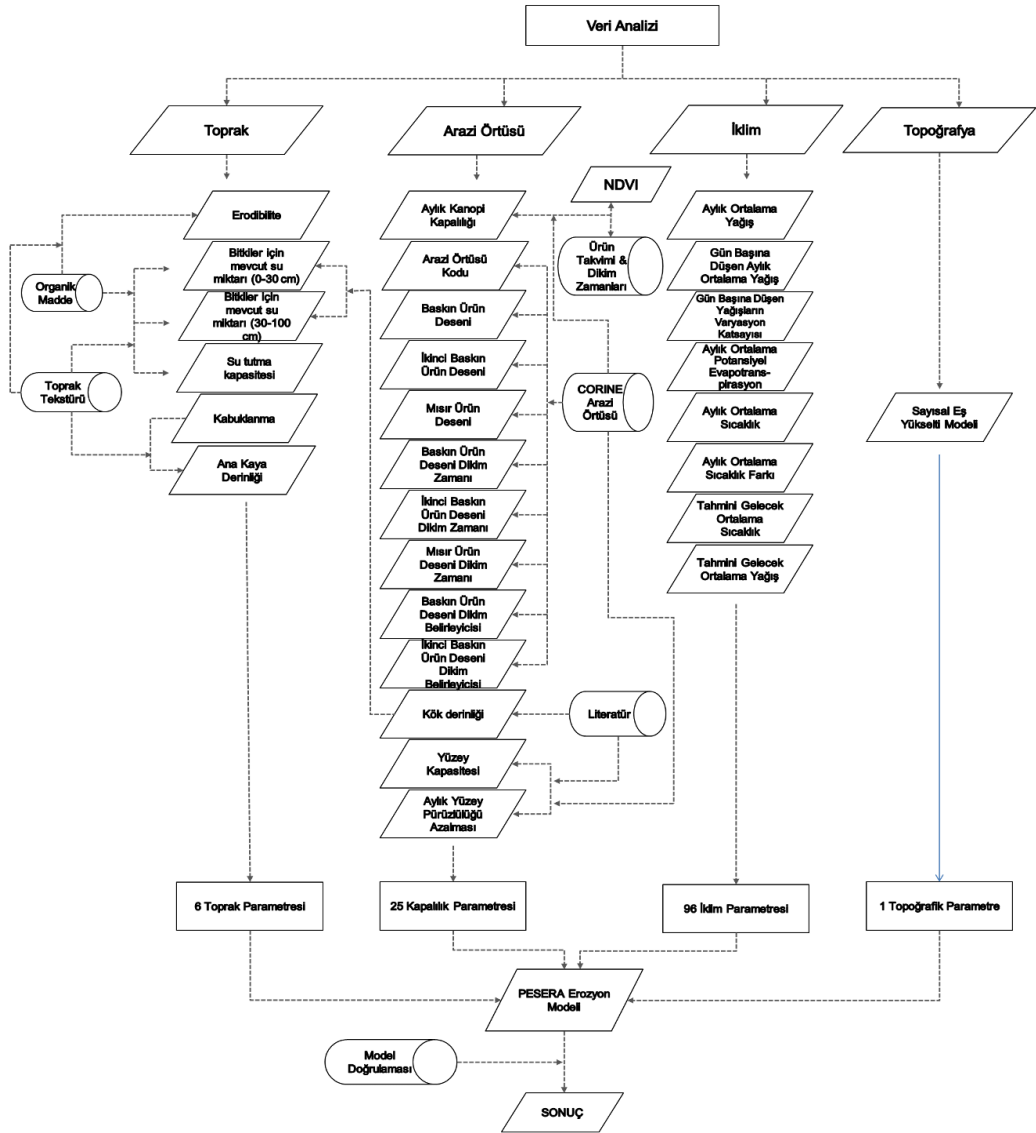 Veri Analizi
Toprak
Arazi Örtüsü
İklim
Topoğrafya
Erodibilite
Bitkiler için
mevcut su
miktarı (0-30 cm)
Bitkiler için
mevcut su
miktarı (30-100
cm)
Su tutma
kapasitesi
Kabuklanma
Ana Kaya
Derinliği
Organik
Madde
Toprak
Tekstürü
Aylık Kanopi
Kapalılığı
Arazi Örtüsü
Kodu
Baskın Ürün
Deseni
İkinci Baskın
Ürün Deseni
Mısır Ürün
Deseni
Baskın Ürün
Deseni Dikim
Zamanı
İkinci Baskın
Ürün Deseni
Dikim Zamanı
Mısır Ürün
Deseni Dikim
Zamanı
Baskın Ürün
Deseni Dikim
Belirleyicisi
İkinci Baskın
Ürün Deseni
Dikim
Belirleyicisi
Kök derinliği
Yüzey
Kapasitesi
Aylık Yüzey
Pürüzlülüğü
Azalması
NDVI
Ürün
Takvimi &
Dikim
Zamanları
CORINE
Arazi
Örtüsü
Literatür
Aylık Ortalama
Yağış
Gün Başına
Düşen Aylık
Ortalama Yağış
Gün Başına Düşen
Yağışların
Varyasyon
Katsayısı
Aylık Ortalama
Potansiyel
Evapotrans-
pirasyon
Aylık Ortalama
Sıcaklık
Aylık Ortalama
Sıcaklık Farkı
Tahmini Gelecek
Ortalama
Sıcaklık
Tahmini Gelecek
Ortalama Yağış
Sayısal Eş
Yükselti Modeli
6 Toprak Parametresi
25 Kapalılık Parametresi
96 İklim Parametresi
1 Topoğrafik Parametre
PESERA Erozyon
Modeli
Model
Doğrulaması
SONUÇ